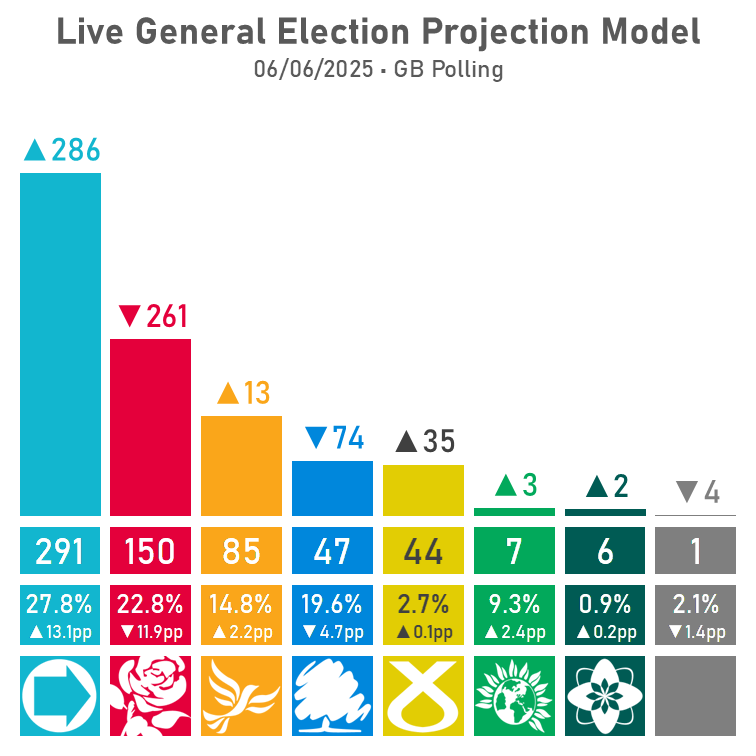 Live General Election Projection Model
06/06/2025 • GB Polling
▲286
▼261
▲13
▼74
▲35
▲3
▲2
▼4
291 150 85 47 44 7 6 1
27.8% 22.8% 14.8% 19.6% 2.7% 9.3% 0.9% 2.1%
▲13.1pp ▼11.9pp ▲2.2pp ▼4.7pp ▲0.1pp ▲2.4pp ▲0.2pp ▼1.4pp